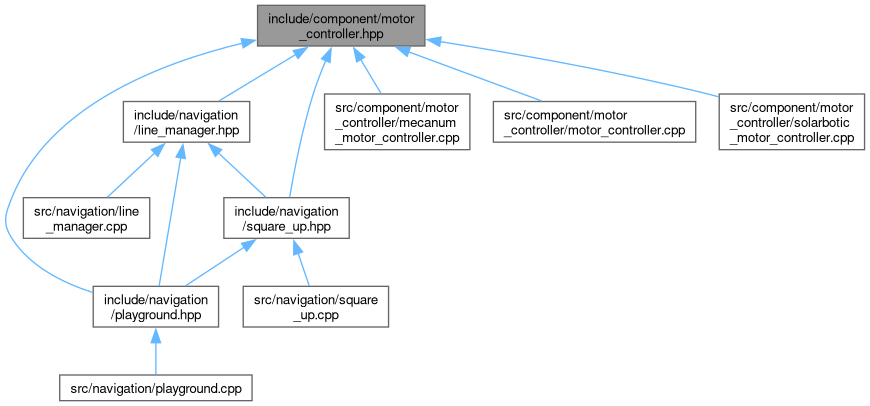 include/component/motor
_controller.hpp
include/navigation
/line_manager.hpp
src/component/motor
_controller/mecanum
_motor_controller.cpp
src/component/motor
_controller/motor_controller.cpp
src/component/motor
_controller/solarbotic
_motor_controller.cpp
src/navigation/line
_manager.cpp
include/navigation
/square_up.hpp
include/navigation
/playground.hpp
src/navigation/square
_up.cpp
src/navigation/playground.cpp